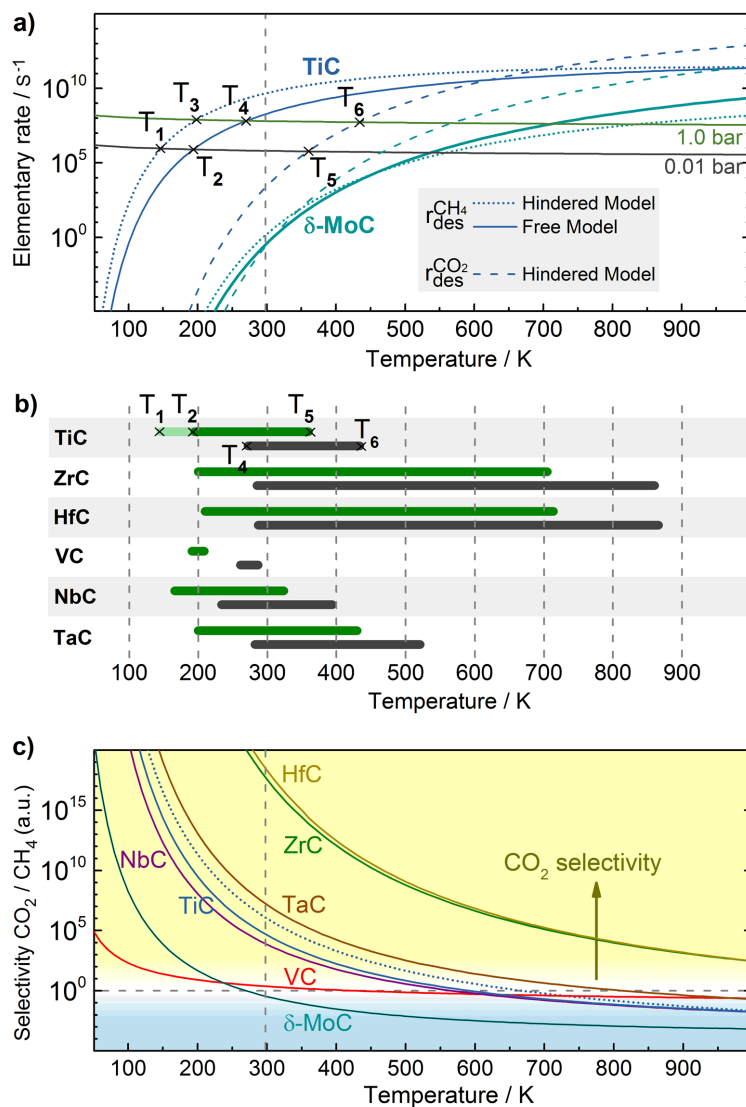 a)
Elementary rate / s⁻¹
10¹⁰
10⁵
10⁰
TiC
T₃
T₄
T₆
T₁
T₂
T₅
1.0 bar
0.01 bar
δ-MoC
r_des^CH₄
Hindered Model
Free Model
r_des^CO₂
Hindered Model
100 200 300 400 500 600 700 800 900
Temperature / K
b)
T₁ T₂ T₅ T₆
TiC
T₄
ZrC
HfC
VC
NbC
TaC
100 200 300 400 500 600 700 800 900
Temperature / K
c)
Selectivity CO₂ / CH₄ (a.u.)
10¹⁵
10¹⁰
10⁵
10⁰
HfC
ZrC
NbC
TiC
TaC
CO₂ selectivity
VC
δ-MoC
100 200 300 400 500 600 700 800 900
Temperature / K